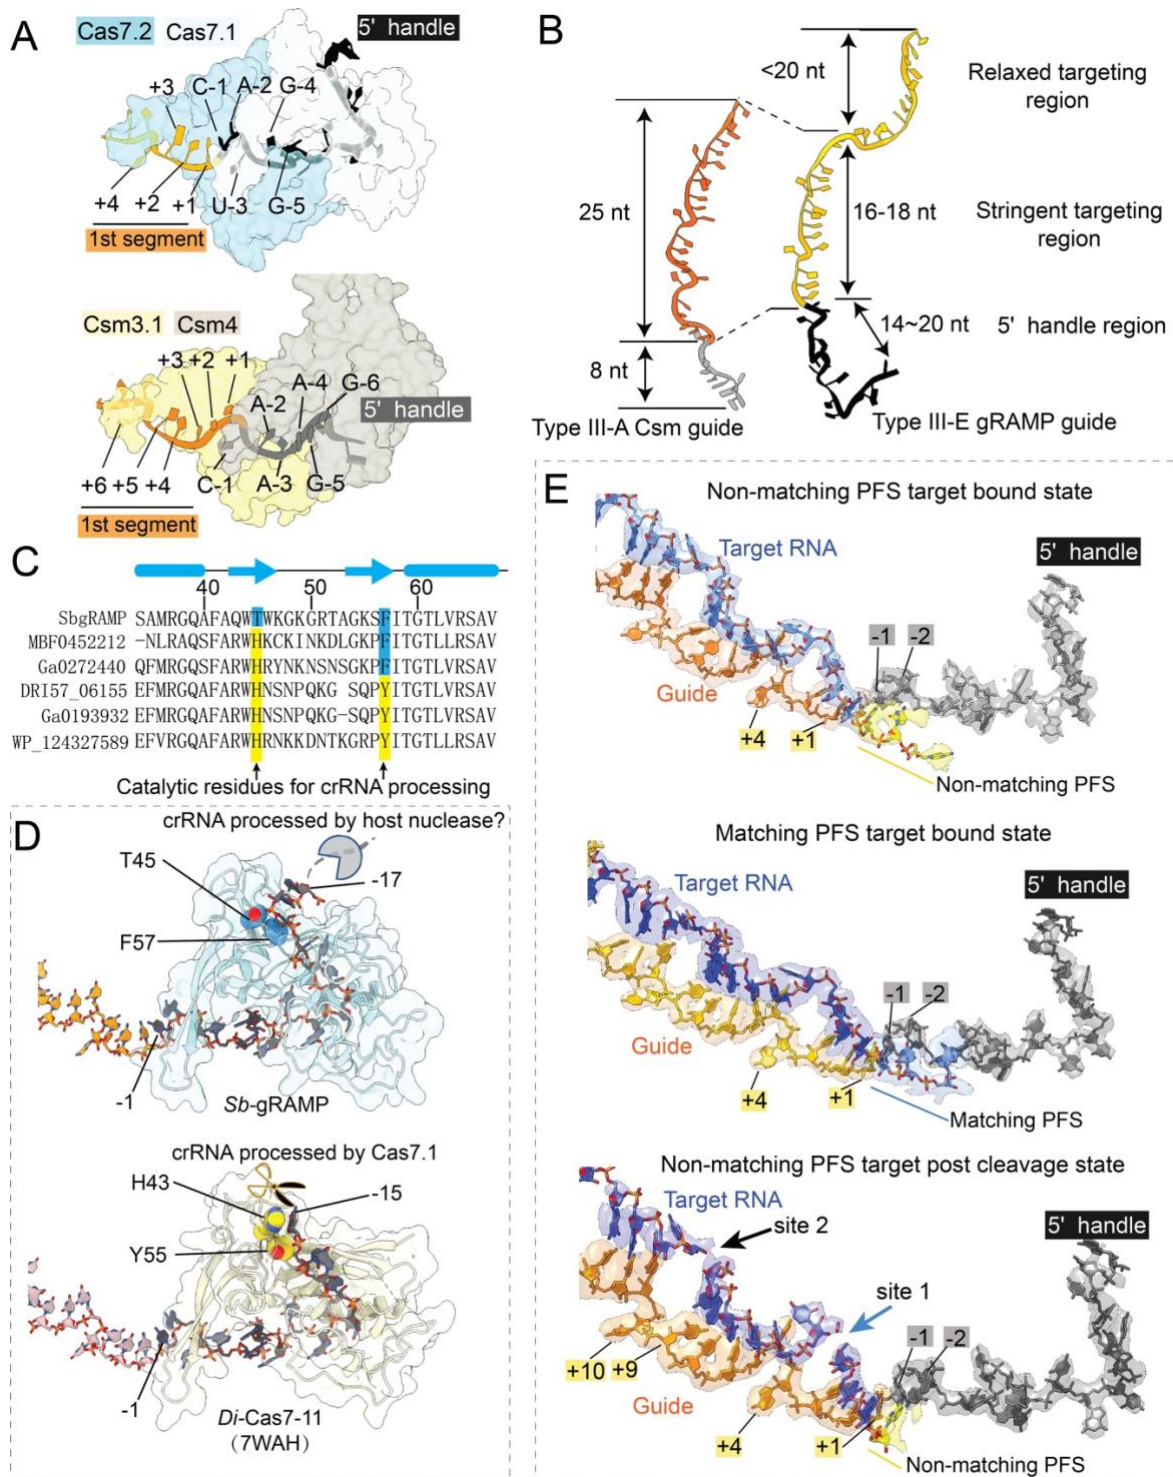 A
Cas7.2 Cas7.1 5' handle
+3 C-1 A-2 G-4
+4 +2 +1 U-3 G-5
1st segment
Csm3.1 Csm4
+3 +2 +1
A-4 G-6
A-2
5' handle
+6 +5 +4 C-1 A-3 G-5
1st segment
B
<20 nt
Relaxed targeting
region
25 nt
16-18 nt
Stringent targeting
region
14~20 nt
5' handle region
8 nt
Type III-A Csm guide
Type III-E gRAMP guide
C
40 50 60
SbgRAMP SAMRGQAFAQWTWKGKGRTAGKSFITGTLVRSAV
MBF0452212 -NLRAQSFARWHKCKINKDLGKPFITGTLLRSAV
Ga0272440 QFMRGQSFARWHRYNKNSNSGKPFITGTLVRSAV
DRI57_06155 EFMRGQAFARWHNSNPQKG SQPYITGTLVRSAV
Ga0193932 EFMRGQAFARWHNSNPQKG-SQPYITGTLVRSAV
WP_124327589 EFVRGQAFARWHRNKKDNTKGRPYITGTLLRSAV
Catalytic residues for crRNA processing
D
crRNA processed by host nuclease?
T45
-17
F57
-1
Sb-gRAMP
crRNA processed by Cas7.1
H43
-15
Y55
-1
Di-Cas7-11
(7WAH)
E
Non-matching PFS target bound state
Target RNA
5' handle
-1 -2
Guide
+4 +1
Non-matching PFS
Matching PFS target bound state
Target RNA
5' handle
-1 -2
Guide
+4 +1
Matching PFS
Non-matching PFS target post cleavage state
Target RNA
site 2
5' handle
site 1
-1 -2
+10 +9
Guide
+4 +1
Non-matching PFS